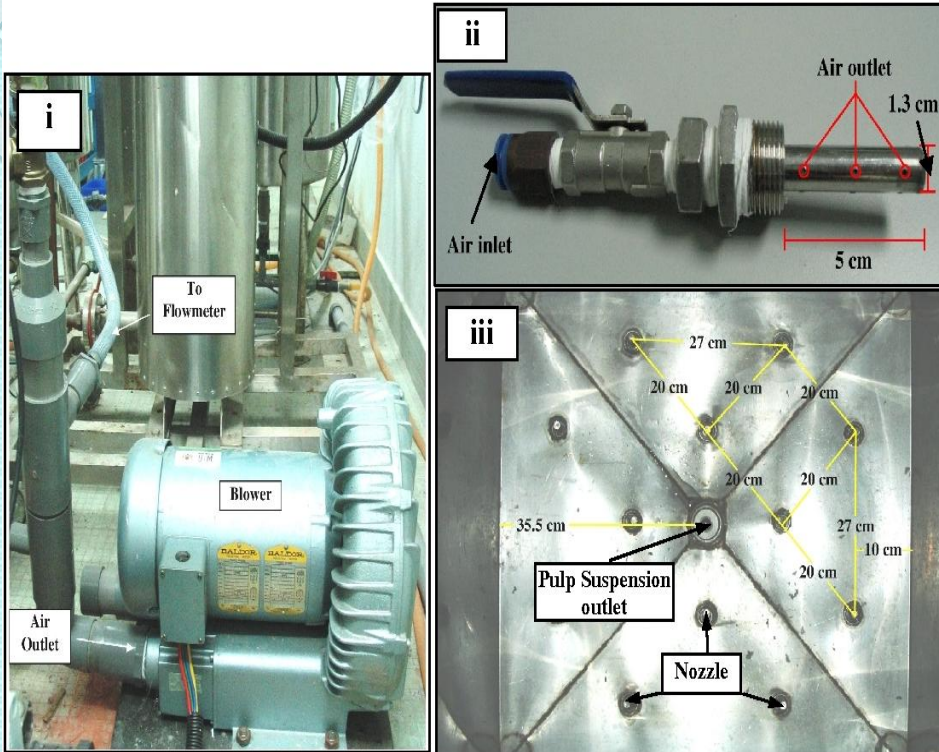 i
To
Flowmeter
Blower
BALDOR
Air
Outlet
ii
Air outlet
1.3 cm
Air inlet
5 cm
iii
27 cm
20 cm
20 cm
20 cm
20 cm
20 cm
35.5 cm
27 cm
10 cm
20 cm
Pulp Suspension
outlet
Nozzle